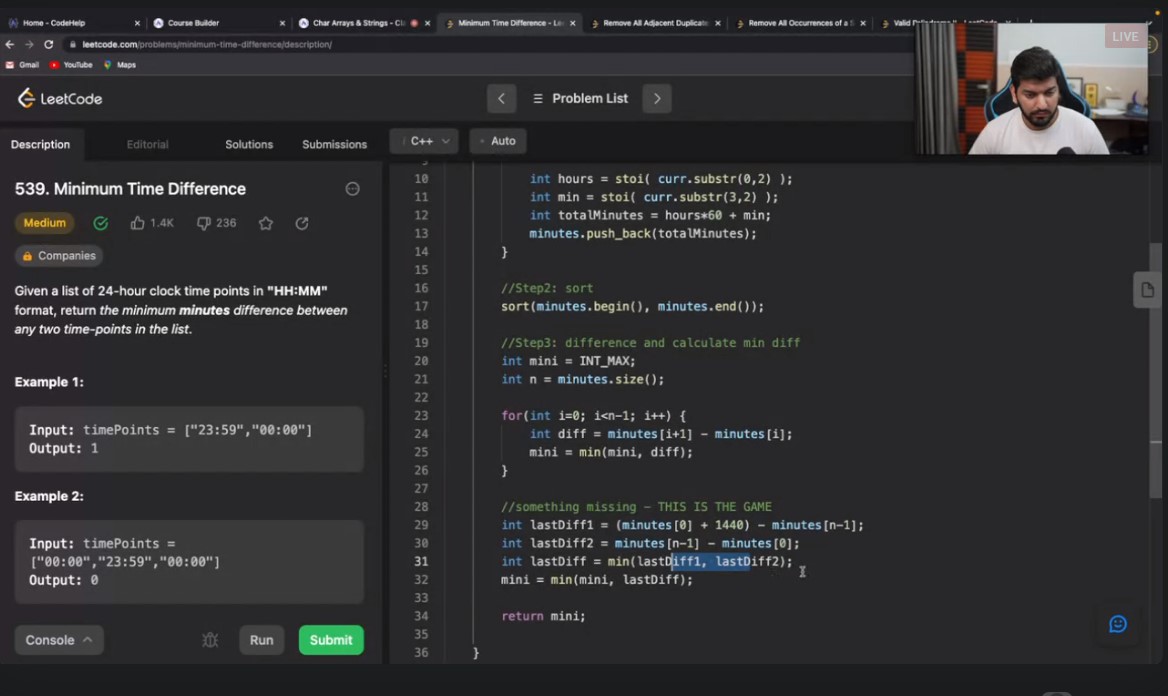 Home - CodeHelp
Course Builder
Char Arrays & Strings - Cl
Minimum Time Difference - Le
Remove All Adjacent Duplicate
Remove All Occurrences of a S
leetcode.com/problems/minimum-time-difference/description/
Gmail YouTube Maps
LIVE
LeetCode
Problem List
Description Editorial Solutions Submissions
C++ Auto
539. Minimum Time Difference
Medium 1.4K 236
Companies
Given a list of 24-hour clock time points in "HH:MM"
format, return the minimum minutes difference between
any two time-points in the list.
Example 1:
Input: timePoints = ["23:59","00:00"]
Output: 1
Example 2:
Input: timePoints =
["00:00","23:59","00:00"]
Output: 0
Console Run Submit
10 int hours = stoi( curr.substr(0,2) );
11 int min = stoi( curr.substr(3,2) );
12 int totalMinutes = hours*60 + min;
13 minutes.push_back(totalMinutes);
14 }
15
16 //Step2: sort
17 sort(minutes.begin(), minutes.end());
18
19 //Step3: difference and calculate min diff
20 int mini = INT_MAX;
21 int n = minutes.size();
22
23 for(int i=0; i<n-1; i++) {
24 int diff = minutes[i+1] - minutes[i];
25 mini = min(mini, diff);
26 }
27
28 //something missing - THIS IS THE GAME
29 int lastDiff1 = (minutes[0] + 1440) - minutes[n-1];
30 int lastDiff2 = minutes[n-1] - minutes[0];
31 int lastDiff = min(lastDiff1, lastDiff2);
32 mini = min(mini, lastDiff);
33
34 return mini;
35
36 }